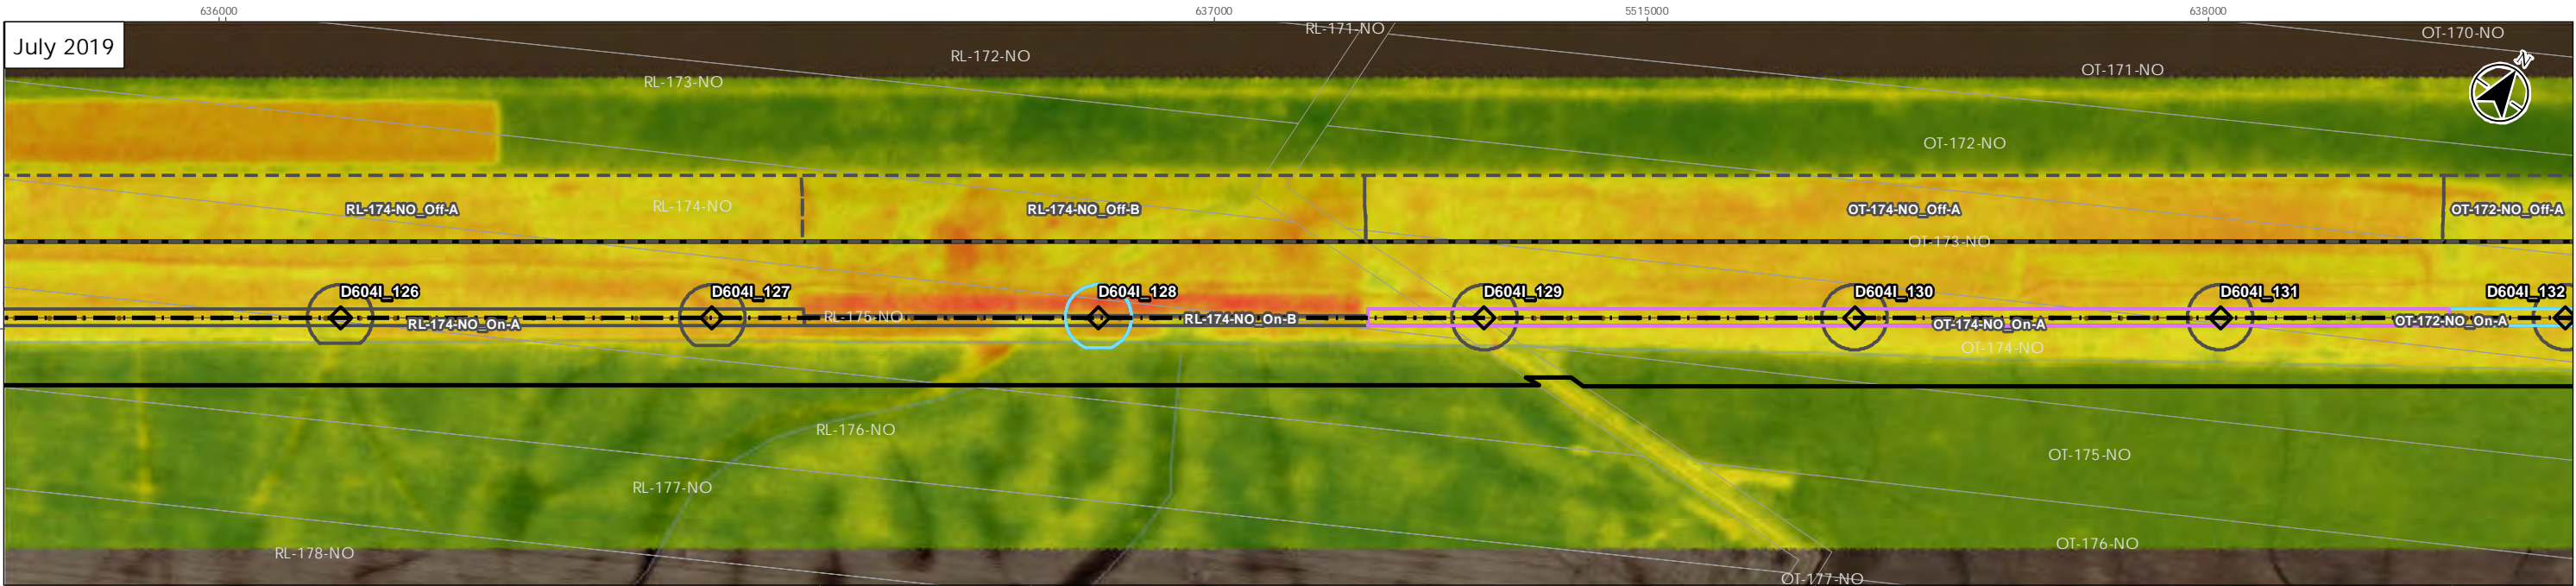 636000
637000
5515000
638000
July 2019
RL-171-NO
OT-170-NO
RL-172-NO
OT-171-NO
RL-173-NO
N
OT-172-NO
RL-174-NO_Off-A
RL-174-NO
RL-174-NO_Off-B
OT-174-NO_Off-A
OT-172-NO_Off-A
OT-173-NO
D604I_126
D604I_127
D604I_128
D604I_129
D604I_130
D604I_131
D604I_132
RL-174-NO_On-A
RL-175-NO
RL-174-NO_On-B
OT-174-NO_On-A
OT-172-NO_On-A
OT-174-NO
RL-176-NO
OT-175-NO
RL-177-NO
OT-176-NO
RL-178-NO
OT-177-NO